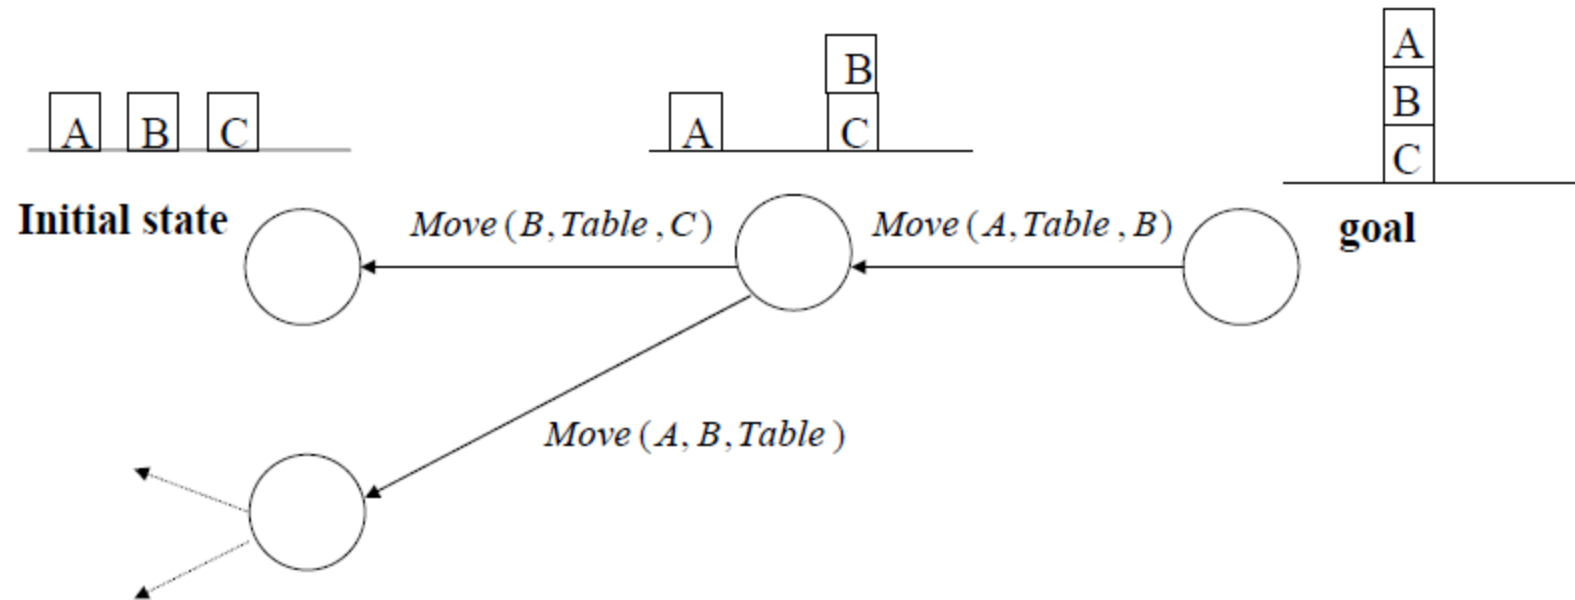 A
B
A B C
A
B
C
A
B
C
Initial state
Move (B, Table, C)
Move (A, Table, B)
goal
Move (A, B, Table)